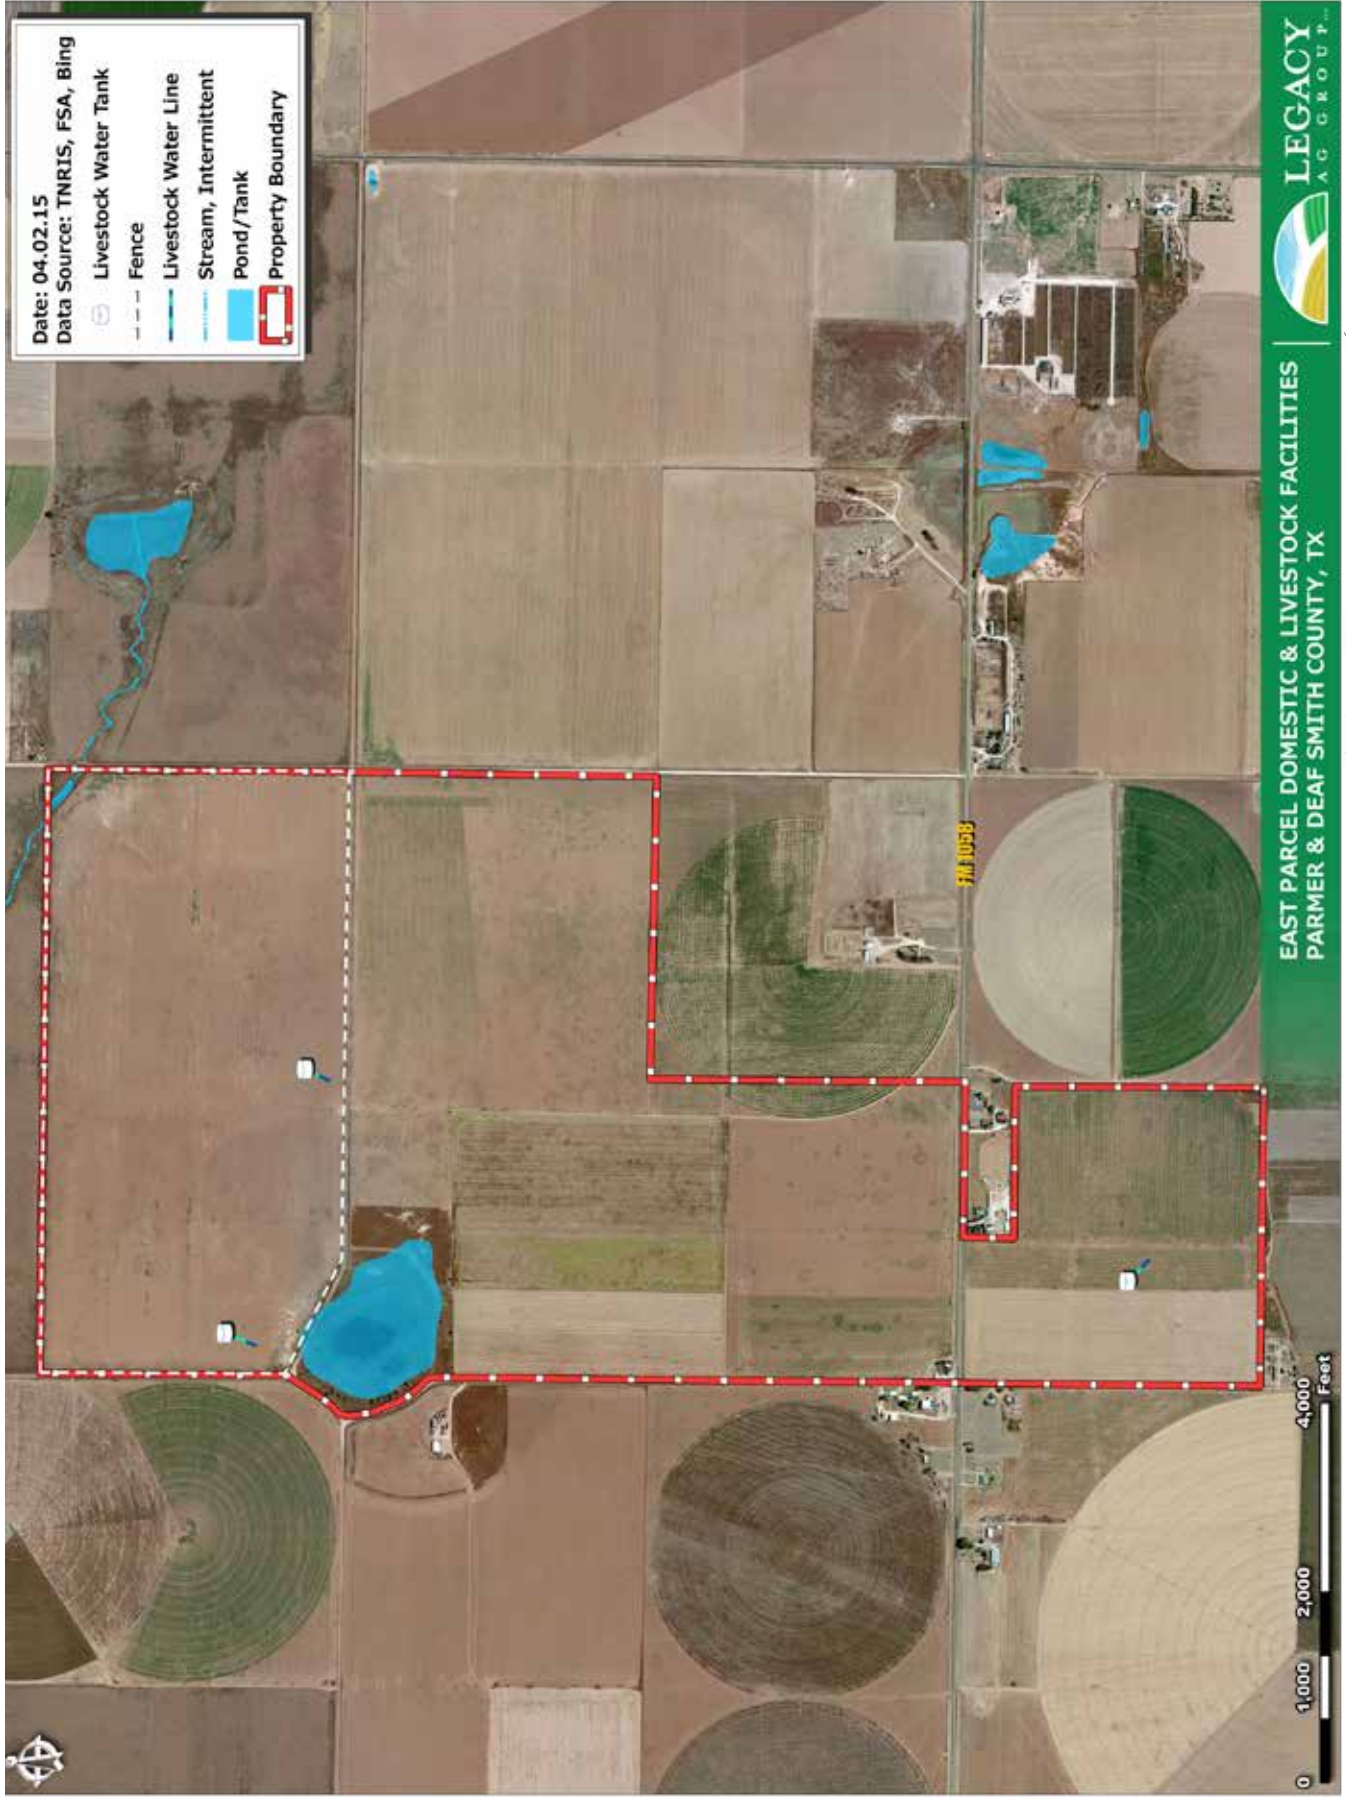 Date: 04.02.15
Data Source: TNRIS, FSA, Bing
Livestock Water Tank
Fence
Livestock Water Line
Stream, Intermittent
Pond/Tank
Property Boundary
FM 1058
0 1,000 2,000 4,000
Feet
EAST PARCEL DOMESTIC & LIVESTOCK FACILITIES
PARMER & DEAF SMITH COUNTY, TX
LEGACY
AG GROUP